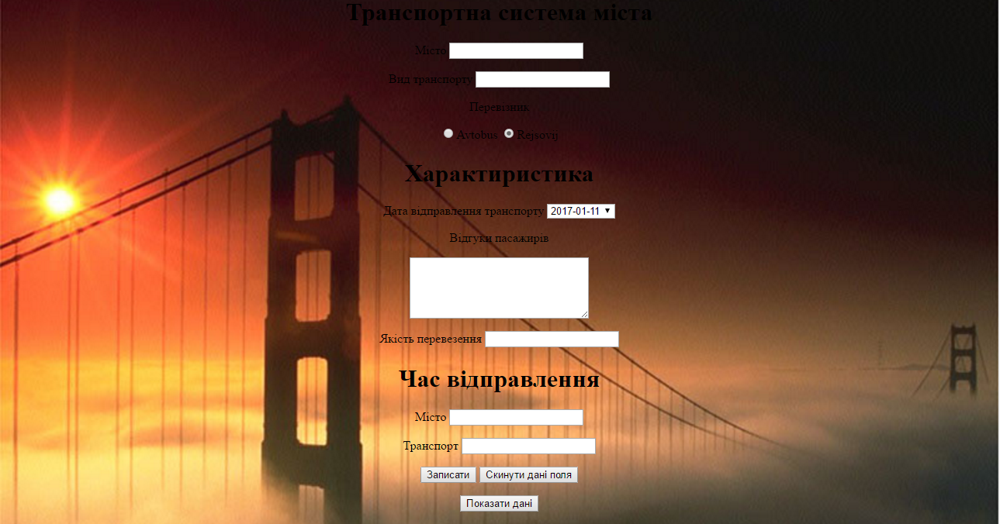 Транспортна система міста
Місто
Вид транспорту
Перевізник
Avtobus Rejsovij
Характиристика
Дата відправлення транспорту 2017-01-11
Відгуки пасажирів
Якість перевезення
Час відправлення
Місто
Транспорт
Записати Скинути дані поля
Показати дані